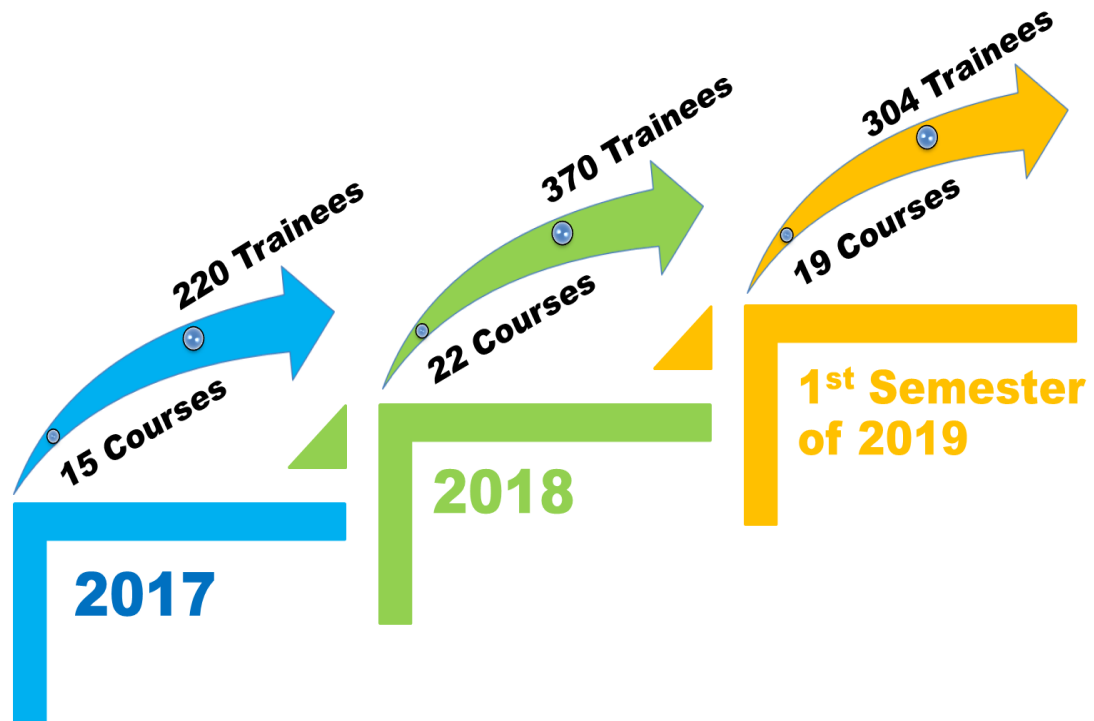 220 Trainees
15 Courses
2017
370 Trainees
22 Courses
2018
304 Trainees
19 Courses
1st Semester
of 2019